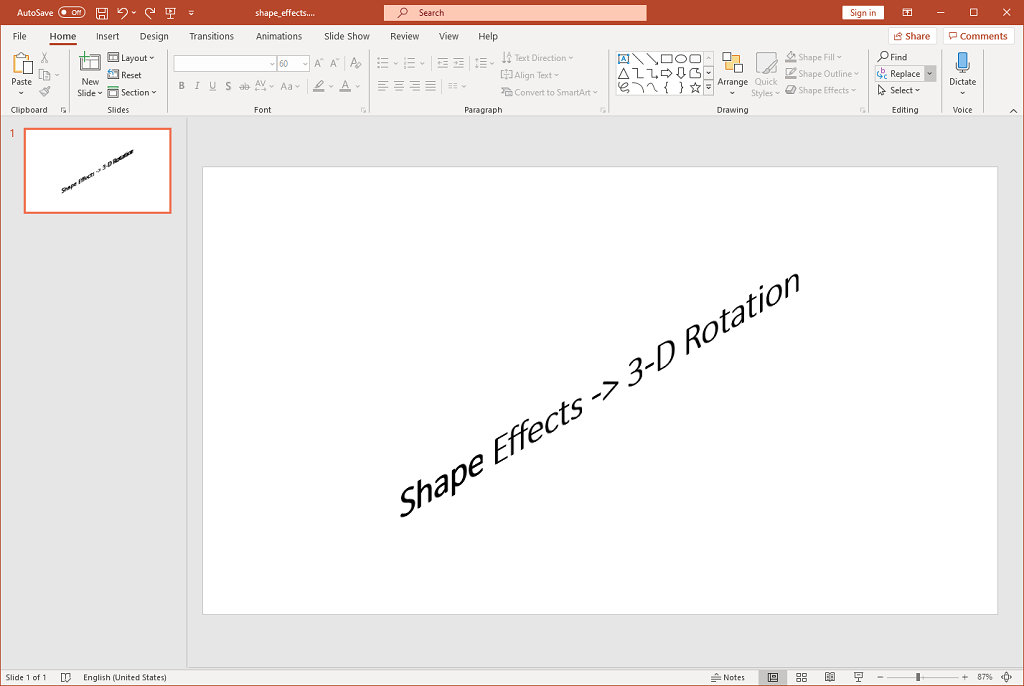 AutoSave Off shape_effects.... Search Sign in
File Home Insert Design Transitions Animations Slide Show Review View Help Share Comments
Paste
Clipboard
New
Slide
Layout
Reset
Section
Slides
60
B I U S ab AV Aa A
Font
Text Direction
Align Text
Convert to SmartArt
Paragraph
Arrange
Quick
Styles
Shape Fill
Shape Outline
Shape Effects
Drawing
Find
Replace
Select
Editing
Dictate
Voice
1
Shape Effects -> 3-D Rotation
Shape Effects -> 3-D Rotation
Slide 1 of 1 English (United States) Notes 87%